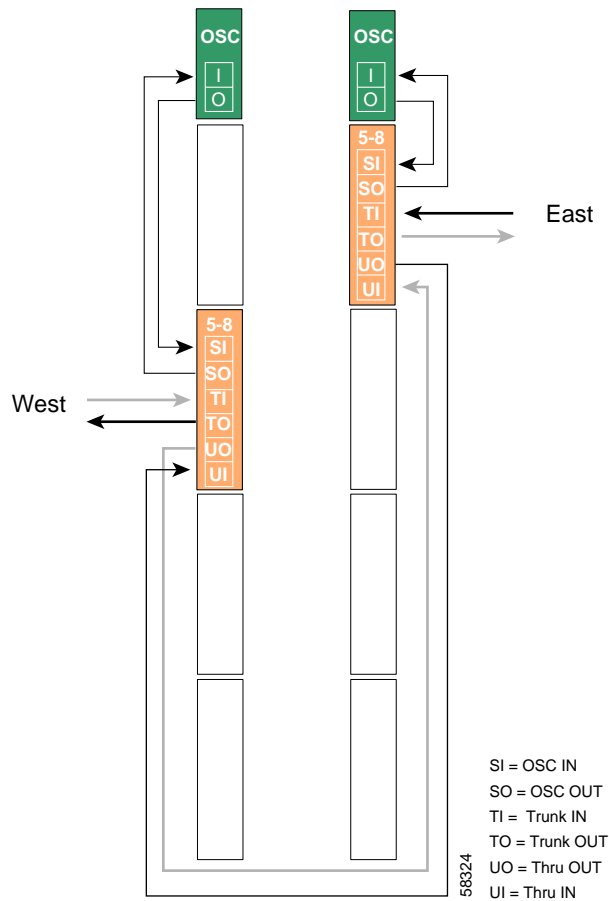 OSC
I
O
OSC
I
O
5-8
SI
SO
TI
TO
UO
UI
East
5-8
SI
SO
TI
TO
UO
UI
West
SI = OSC IN
SO = OSC OUT
TI = Trunk IN
TO = Trunk OUT
UO = Thru OUT
UI = Thru IN
58324